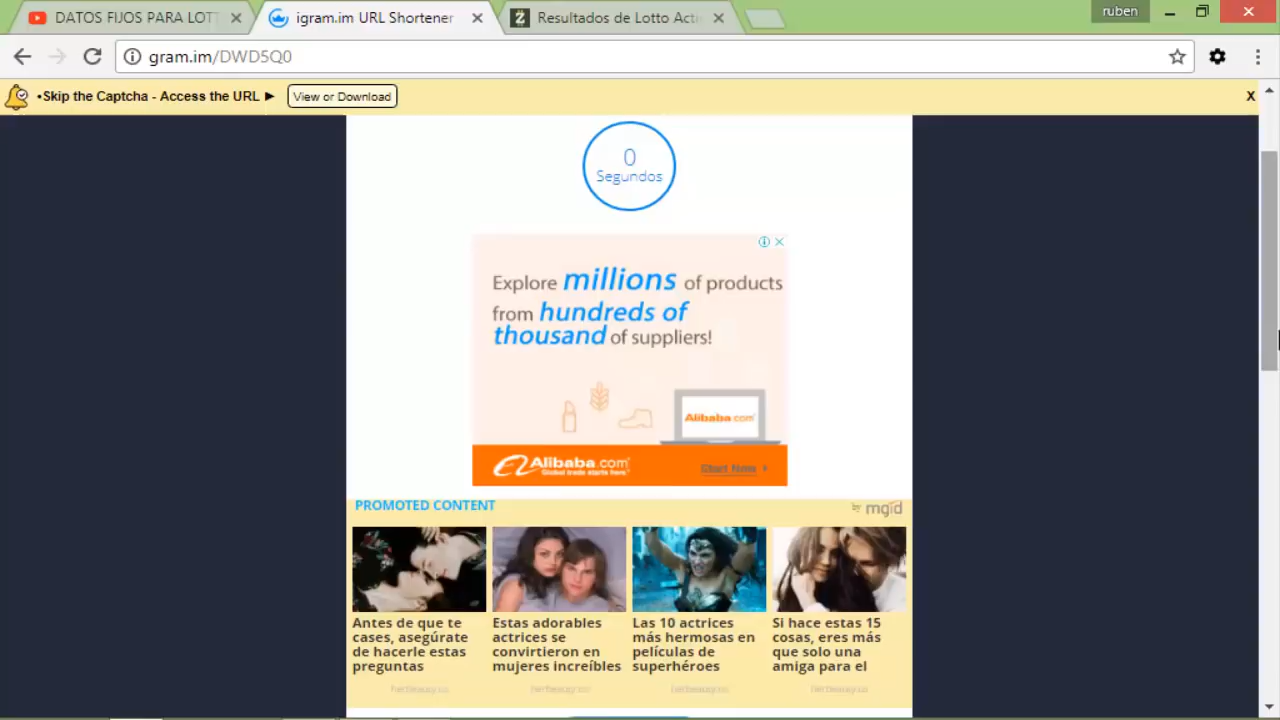 DATOS FIJOS PARA LOTT
igram.im URL Shortener
Resultados de Lotto Acti
ruben
gram.im/DWD5Q0
•Skip the Captcha - Access the URL ►
View or Download
X
0
Segundos
Explore millions of products
from hundreds of
thousand of suppliers!
Alibaba.com
Alibaba.com
Global trade starts here.
Start Now
PROMOTED CONTENT
by mgid
Antes de que te
cases, asegúrate
de hacerle estas
preguntas
Estas adorables
actrices se
convirtieron en
mujeres increíbles
Las 10 actrices
más hermosas en
películas de
superhéroes
Si hace estas 15
cosas, eres más
que solo una
amiga para el